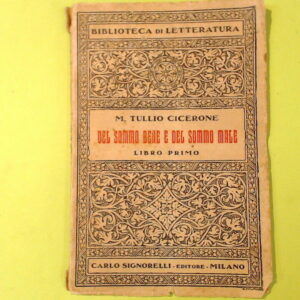 BIBLIOTECA DI LETTERATURA
M. TULLIO CICERONE
DEL SOMMO BENE E DEL SOMMO MALE
LIBRO PRIMO
CARLO SIGNORELLI - EDITORE - MILANO